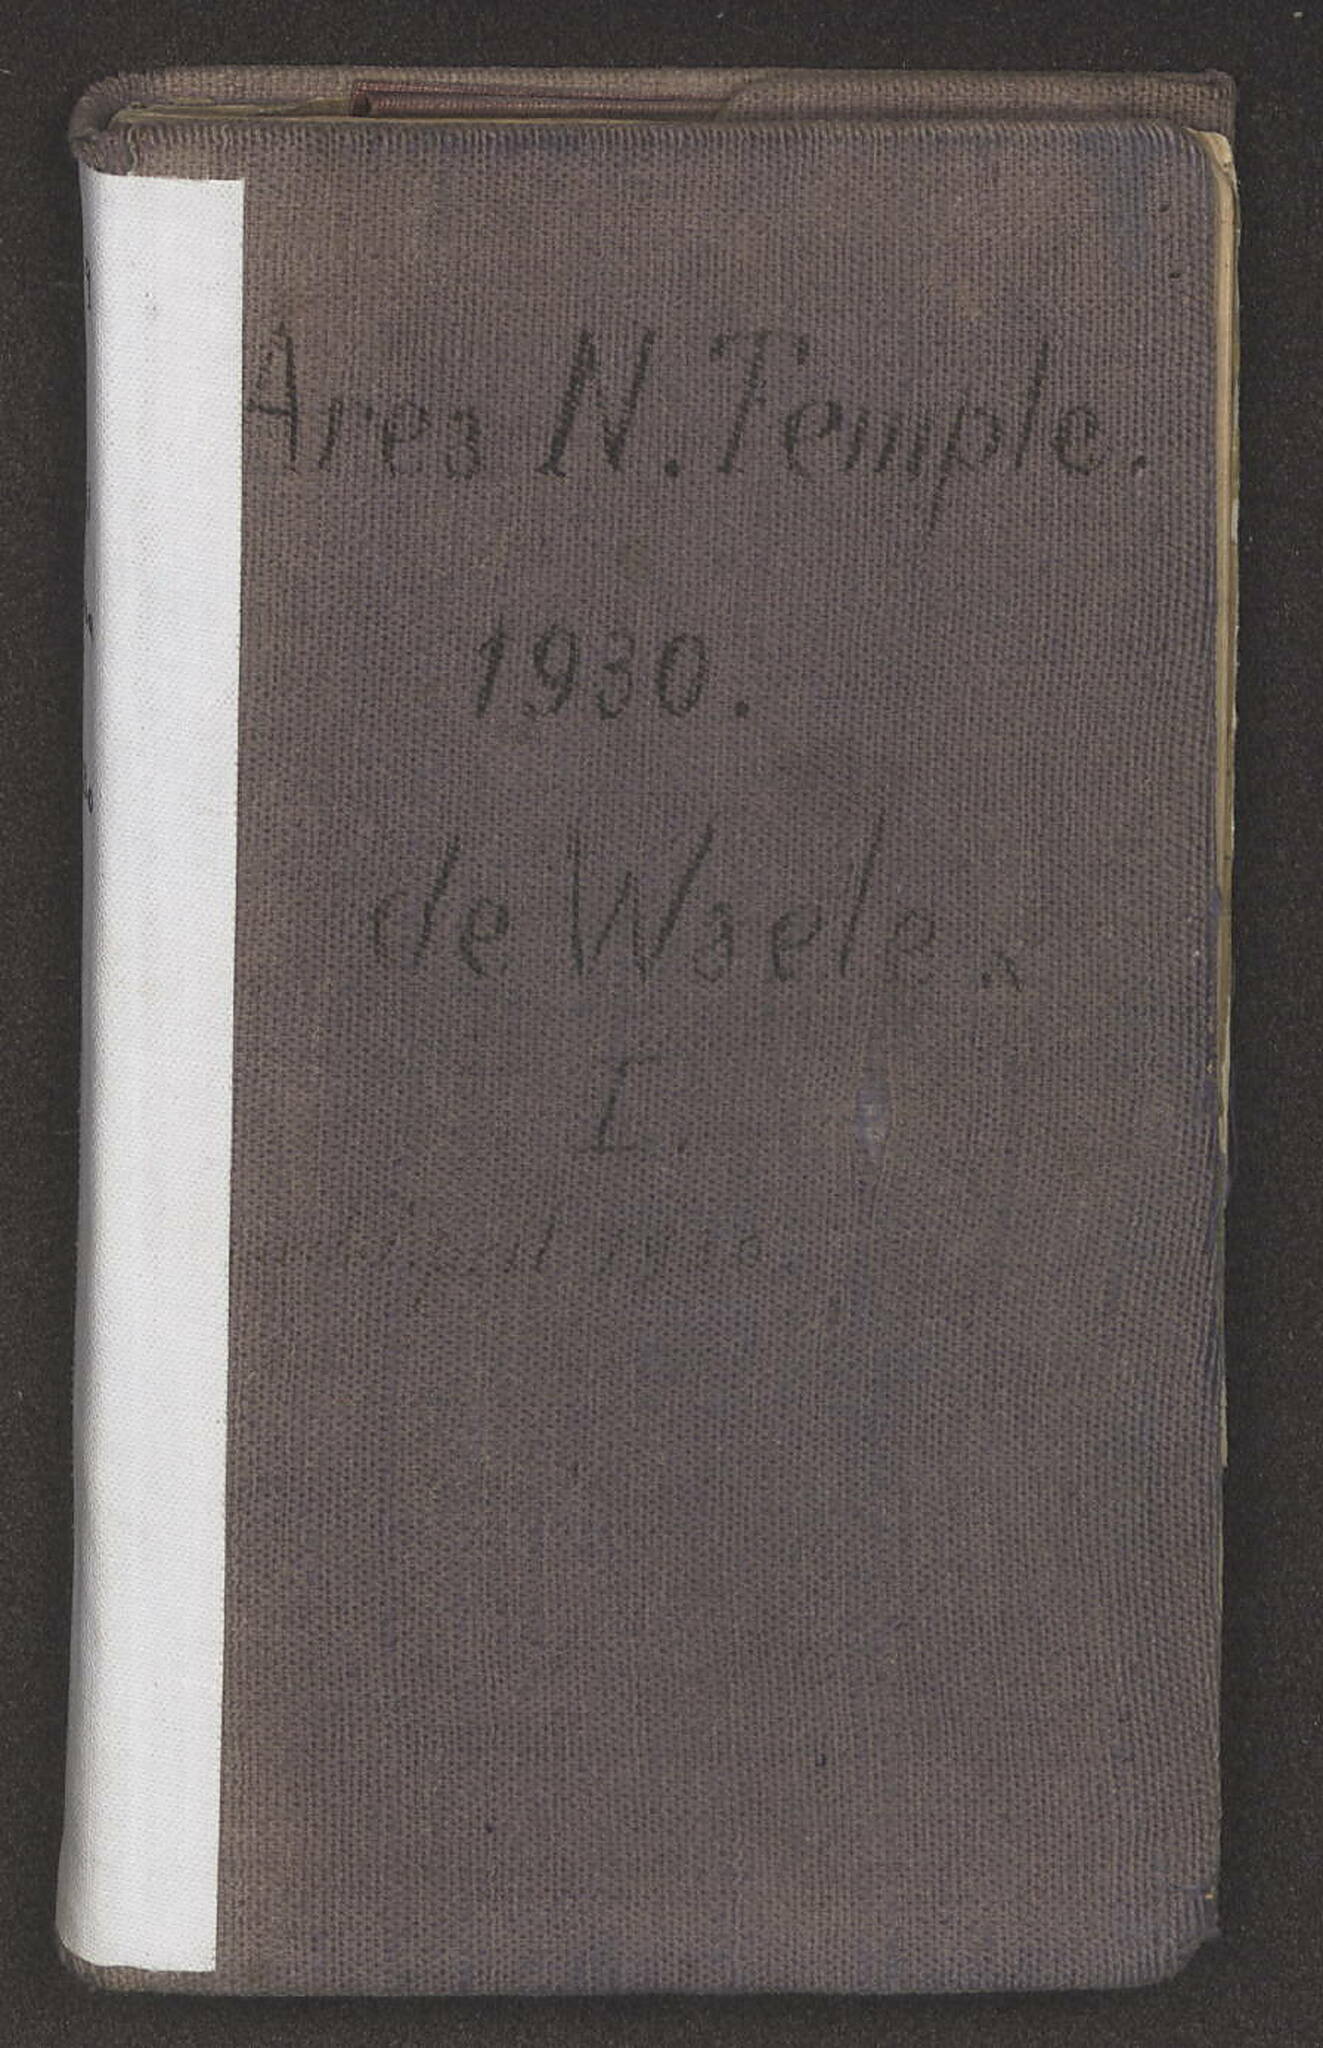 Area N. Temple.
1930.
de Waele.
I.